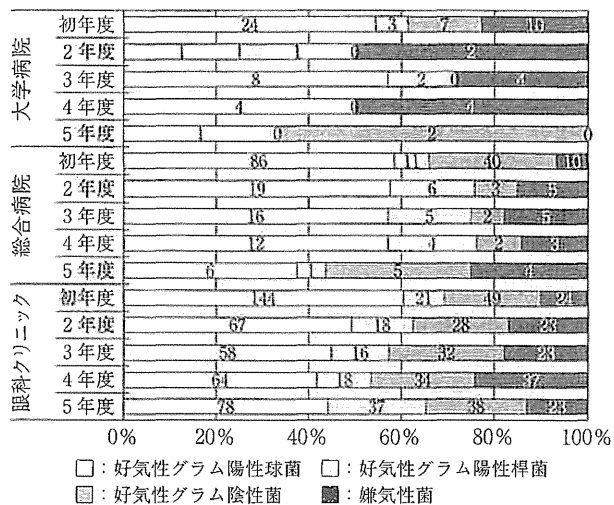 大学病院
初年度 24 3 7 10
2年度 1 1 1 0 2
3年度 8 2 0 4
4年度 4 0 4
5年度 1 0 2 0
総合病院
初年度 86 11 40 10
2年度 19 6 3 5
3年度 16 5 2 5
4年度 12 4 2 3
5年度 6 1 5 4
眼科クリニック
初年度 144 21 49 24
2年度 67 18 28 23
3年度 58 16 32 23
4年度 64 18 34 37
5年度 78 37 38 23
0% 20% 40% 60% 80% 100%
□：好気性グラム陽性球菌 □：好気性グラム陽性桿菌
：好気性グラム陰性菌 ■：嫌気性菌